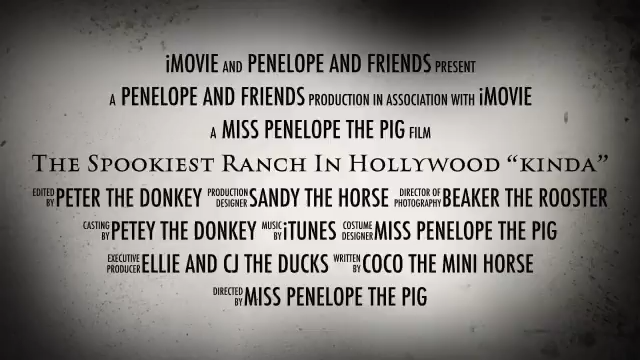 iMOVIE AND PENELOPE AND FRIENDS PRESENT
A PENELOPE AND FRIENDS PRODUCTION IN ASSOCIATION WITH iMOVIE
A MISS PENELOPE THE PIG FILM
THE SPOOKIEST RANCH IN HOLLYWOOD “KINDA”
EDITED BY PETER THE DONKEY PRODUCTION DESIGNER SANDY THE HORSE DIRECTOR OF PHOTOGRAPHY BEAKER THE ROOSTER
CASTING BY PETEY THE DONKEY MUSIC BY iTUNES COSTUME DESIGNER MISS PENELOPE THE PIG
EXECUTIVE PRODUCER ELLIE AND CJ THE DUCKS WRITTEN BY COCO THE MINI HORSE
DIRECTED BY MISS PENELOPE THE PIG